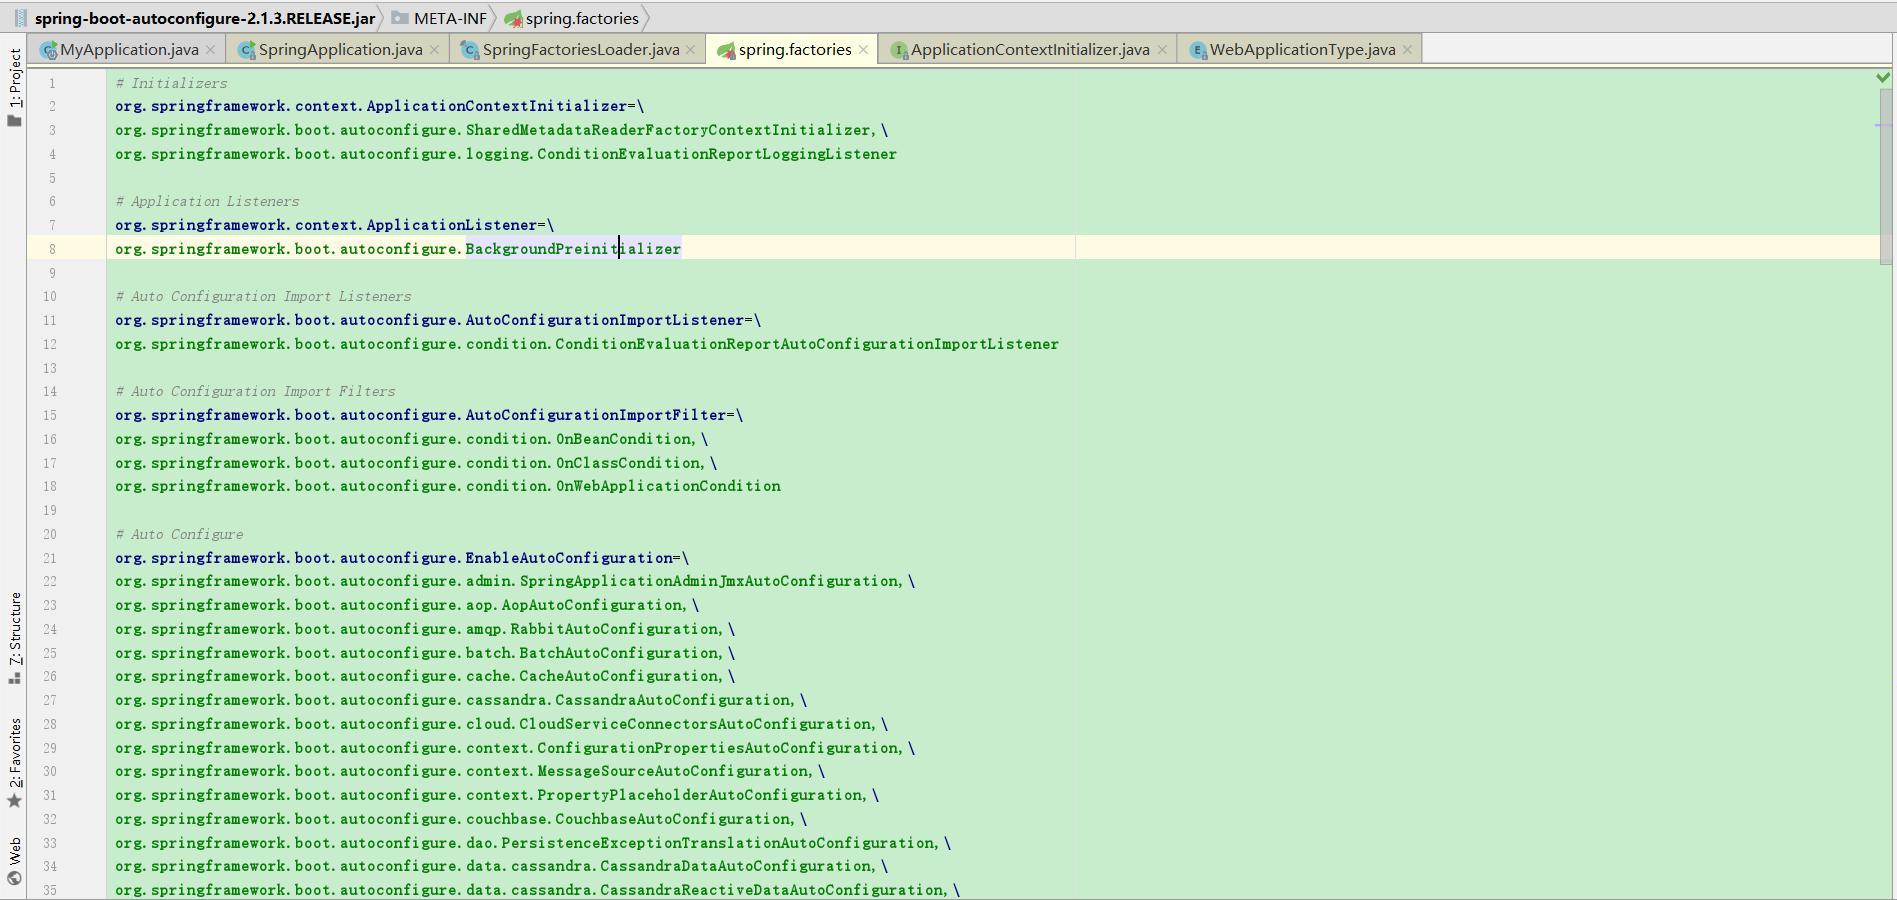 spring-boot-autoconfigure-2.1.3.RELEASE.jar META-INF spring.factories
MyApplication.java SpringApplication.java SpringFactoriesLoader.java spring.factories ApplicationContextInitializer.java WebApplicationType.java
1: Project
7: Structure
2: Favorites
Web
1 # Initializers
2 org.springframework.context.ApplicationContextInitializer=\
3 org.springframework.boot.autoconfigure.SharedMetadataReaderFactoryContextInitializer,\
4 org.springframework.boot.autoconfigure.logging.ConditionEvaluationReportLoggingListener
5
6 # Application Listeners
7 org.springframework.context.ApplicationListener=\
8 org.springframework.boot.autoconfigure.BackgroundPreinitializer
9
10 # Auto Configuration Import Listeners
11 org.springframework.boot.autoconfigure.AutoConfigurationImportListener=\
12 org.springframework.boot.autoconfigure.condition.ConditionEvaluationReportAutoConfigurationImportListener
13
14 # Auto Configuration Import Filters
15 org.springframework.boot.autoconfigure.AutoConfigurationImportFilter=\
16 org.springframework.boot.autoconfigure.condition.OnBeanCondition,\
17 org.springframework.boot.autoconfigure.condition.OnClassCondition,\
18 org.springframework.boot.autoconfigure.condition.OnWebApplicationCondition
19
20 # Auto Configure
21 org.springframework.boot.autoconfigure.EnableAutoConfiguration=\
22 org.springframework.boot.autoconfigure.admin.SpringApplicationAdminJmxAutoConfiguration,\
23 org.springframework.boot.autoconfigure.aop.AopAutoConfiguration,\
24 org.springframework.boot.autoconfigure.amqp.RabbitAutoConfiguration,\
25 org.springframework.boot.autoconfigure.batch.BatchAutoConfiguration,\
26 org.springframework.boot.autoconfigure.cache.CacheAutoConfiguration,\
27 org.springframework.boot.autoconfigure.cassandra.CassandraAutoConfiguration,\
28 org.springframework.boot.autoconfigure.cloud.CloudServiceConnectorsAutoConfiguration,\
29 org.springframework.boot.autoconfigure.context.ConfigurationPropertiesAutoConfiguration,\
30 org.springframework.boot.autoconfigure.context.MessageSourceAutoConfiguration,\
31 org.springframework.boot.autoconfigure.context.PropertyPlaceholderAutoConfiguration,\
32 org.springframework.boot.autoconfigure.couchbase.CouchbaseAutoConfiguration,\
33 org.springframework.boot.autoconfigure.dao.PersistenceExceptionTranslationAutoConfiguration,\
34 org.springframework.boot.autoconfigure.data.cassandra.CassandraDataAutoConfiguration,\
35 org.springframework.boot.autoconfigure.data.cassandra.CassandraReactiveDataAutoConfiguration,\